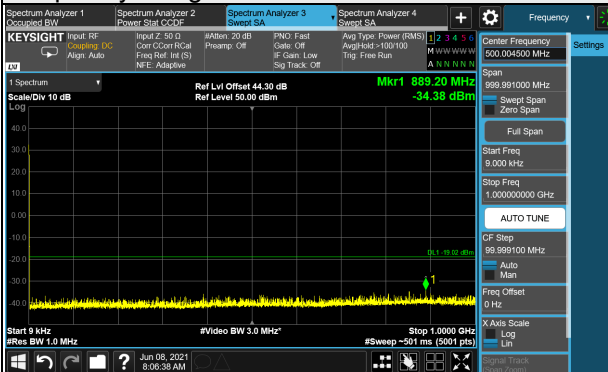 Spectrum Analyzer 1
Occupied BW
Spectrum Analyzer 2
Power Stat CCDF
Spectrum Analyzer 3
Swept SA
Spectrum Analyzer 4
Swept SA
Frequency
KEYSIGHT
Input: RF
Coupling: DC
Align: Auto
Input Z: 50 Ω
Corr CCorr RCal
Freq Ref: Int (S)
NFE: Adaptive
#Atten: 20 dB
Preamp: Off
PNO: Fast
Gate: Off
IF Gain: Low
Sig Track: Off
Avg Type: Power (RMS)
Avg|Hold:>100/100
Trig: Free Run
1 2 3 4 5 6
M W W W W W
A N N N N N
LXI
1 Spectrum
Scale/Div 10 dB
Log
Ref Lvl Offset 44.30 dB
Ref Level 50.00 dBm
Mkr1 889.20 MHz
-34.38 dBm
40.0
30.0
20.0
10.0
0.00
-10.0
DL1 -19.02 dBm
-20.0
-30.0
1
-40.0
Start 9 kHz
#Res BW 1.0 MHz
#Video BW 3.0 MHz*
Stop 1.0000 GHz
#Sweep ~501 ms (5001 pts)
Jun 08, 2021
8:06:38 AM
Center Frequency
500.004500 MHz
Settings
Span
999.991000 MHz
Swept Span
Zero Span
Full Span
Start Freq
9.000 kHz
Stop Freq
1.000000000 GHz
AUTO TUNE
CF Step
99.999100 MHz
Auto
Man
Freq Offset
0 Hz
X Axis Scale
Log
Lin
Signal Track
(Span Zoom)